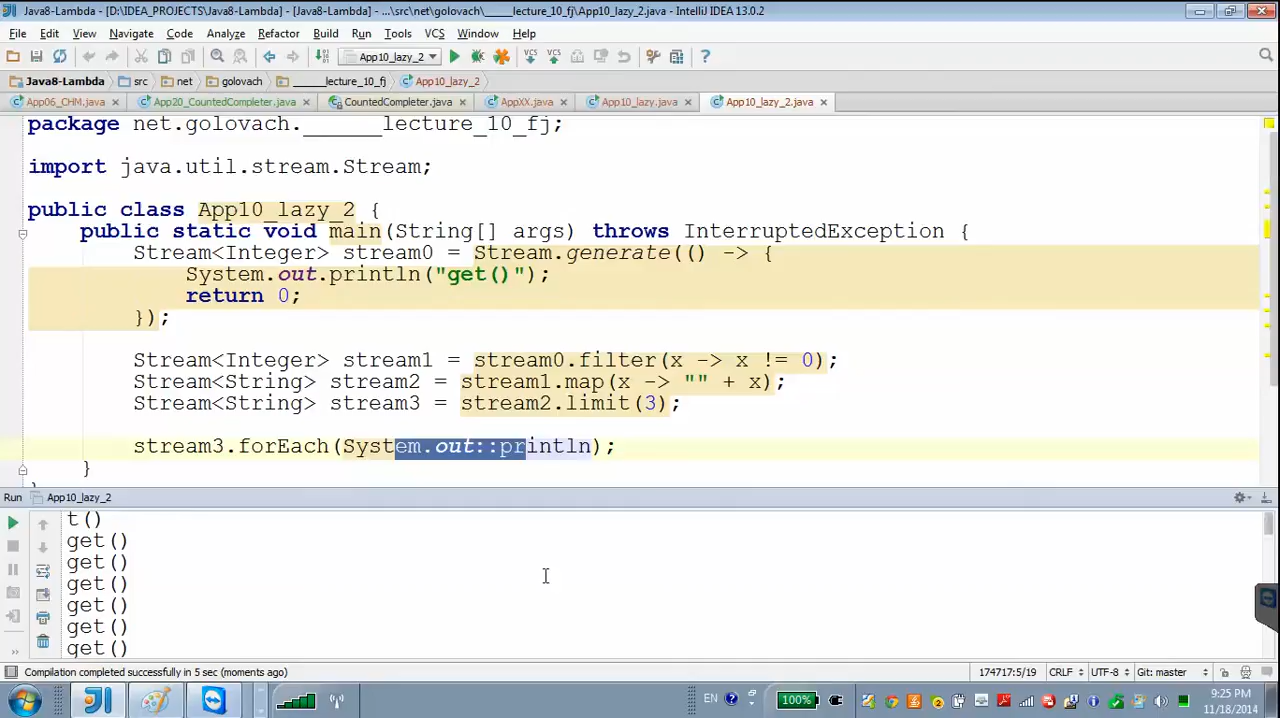 Java8-Lambda - [D:\IDEA_PROJECTS\Java8-Lambda] - [Java8-Lambda] - ...\src\net\golovach\_____lecture_10_fj\App10_lazy_2.java - IntelliJ IDEA 13.0.2
File Edit View Navigate Code Analyze Refactor Build Run Tools VCS Window Help
App10_lazy_2
Java8-Lambda src net golovach _____lecture_10_fj App10_lazy_2
App06_CHM.java App20_CountedCompleter.java CountedCompleter.java AppXX.java App10_lazy.java App10_lazy_2.java
package net.golovach.______lecture_10_fj;
import java.util.stream.Stream;
public class App10_lazy_2 {
public static void main(String[] args) throws InterruptedException {
Stream<Integer> stream0 = Stream.generate(() -> {
System.out.println("get()");
return 0;
});
Stream<Integer> stream1 = stream0.filter(x -> x != 0);
Stream<String> stream2 = stream1.map(x -> "" + x);
Stream<String> stream3 = stream2.limit(3);
stream3.forEach(System.out::println);
}
Run App10_lazy_2
t()
get()
get()
get()
get()
get()
get()
Compilation completed successfully in 5 sec (moments ago) 174717:5/19 CRLF UTF-8 Git: master
EN 100% 9:25 PM
11/18/2014